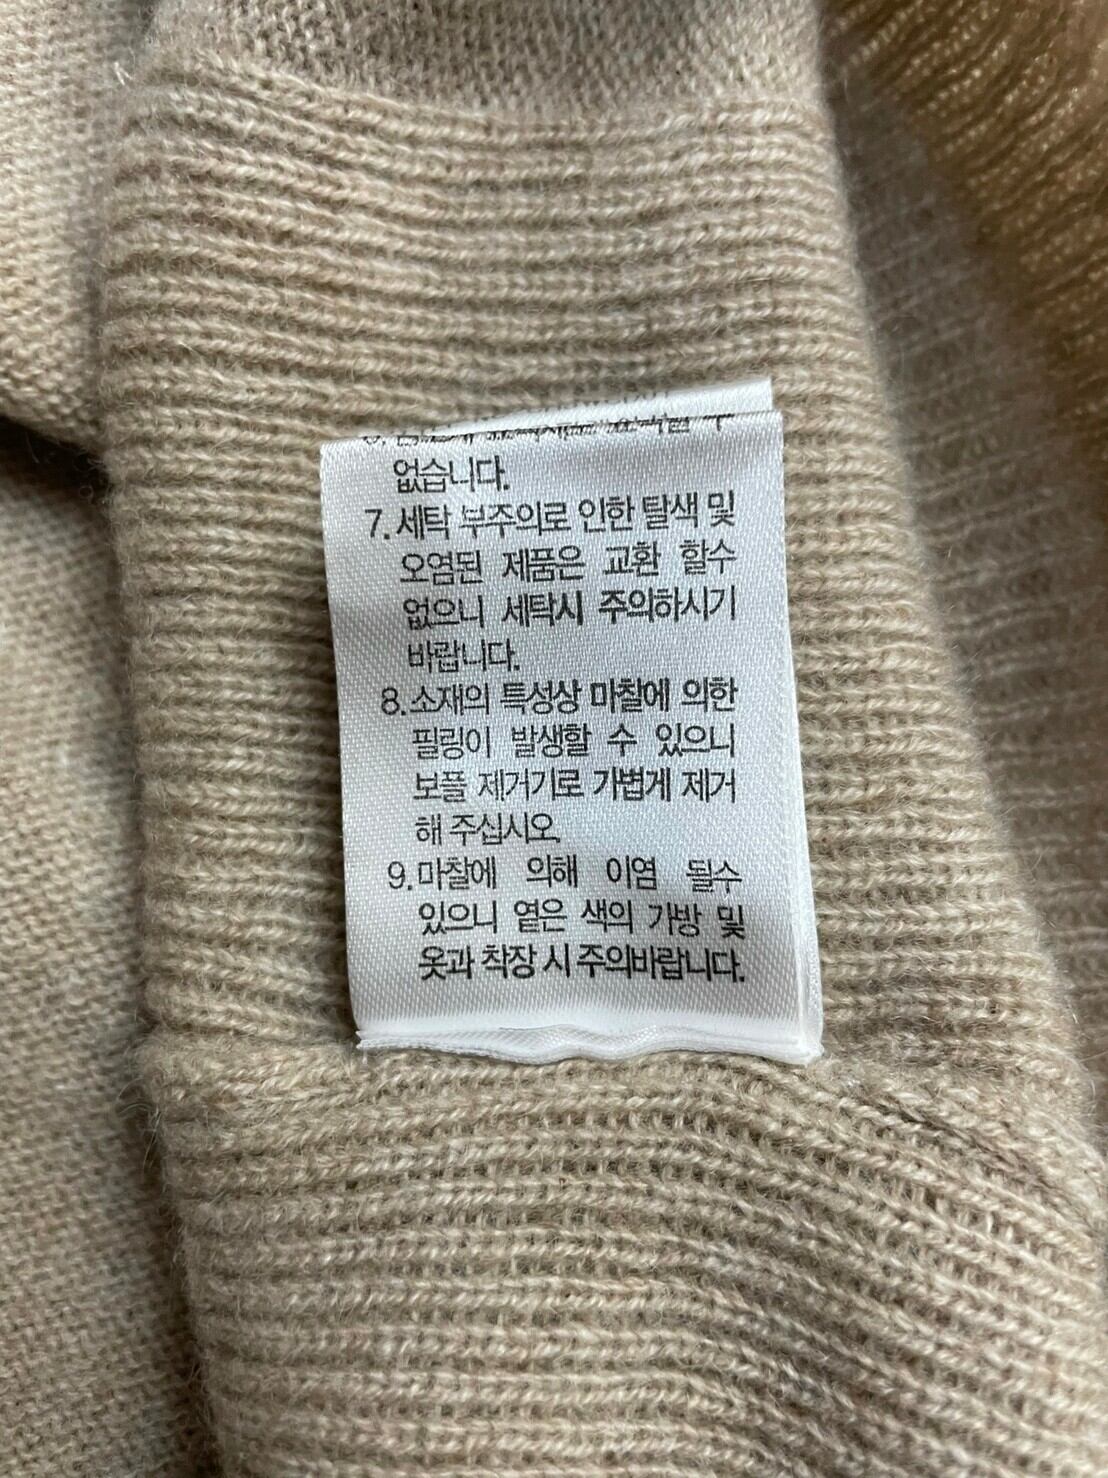 없습니다.
7. 세탁 부주의로 인한 탈색 및
오염된 제품은 교환 할수
없으니 세탁시 주의하시기
바랍니다.
8. 소재의 특성상 마찰에 의한
필링이 발생할 수 있으니
보플 제거기로 가볍게 제거
해 주십시오.
9. 마찰에 의해 이염 될수
있으니 옅은 색의 가방 및
옷과 착장 시 주의바랍니다.